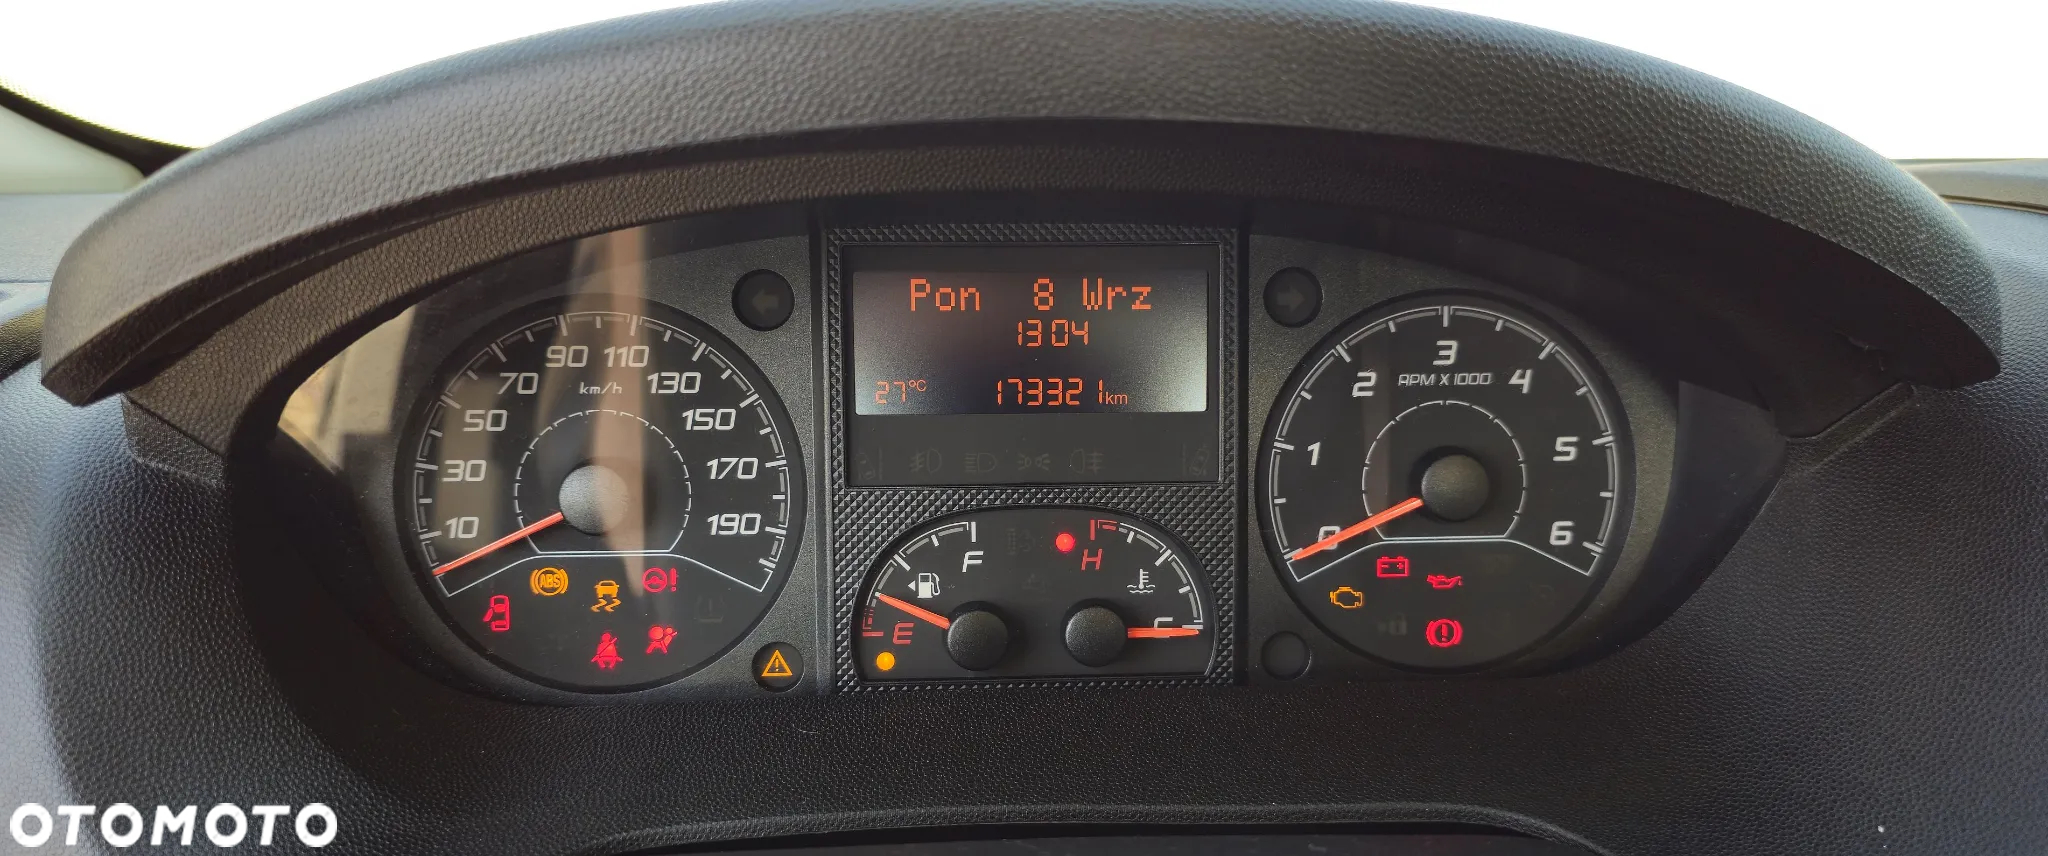 Pon 8 Wrz
13 04
27°C 173321 km
10 30 50 70 90 110 130 150 170 190
km/h
0 1 2 3 4 5 6
RPM X 1000
F
E
H
C
ABS
OTOMOTO